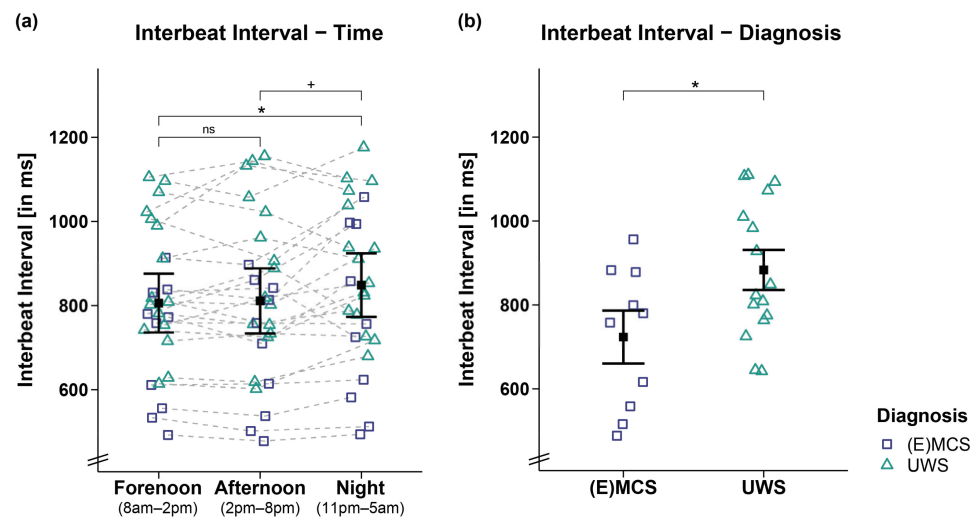 (a)
Interbeat Interval − Time
Interbeat Interval [in ms]
1200
1000
800
600
+
*
ns
Forenoon
(8am–2pm)
Afternoon
(2pm–8pm)
Night
(11pm–5am)
(b)
Interbeat Interval − Diagnosis
Interbeat Interval [in ms]
1200
1000
800
600
*
(E)MCS
UWS
Diagnosis
(E)MCS
UWS